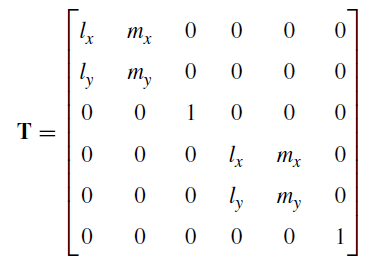 l_x m_x 0 0 0 0
l_y m_y 0 0 0 0
T = 0 0 1 0 0 0
0 0 0 l_x m_x 0
0 0 0 l_y m_y 0
0 0 0 0 0 1